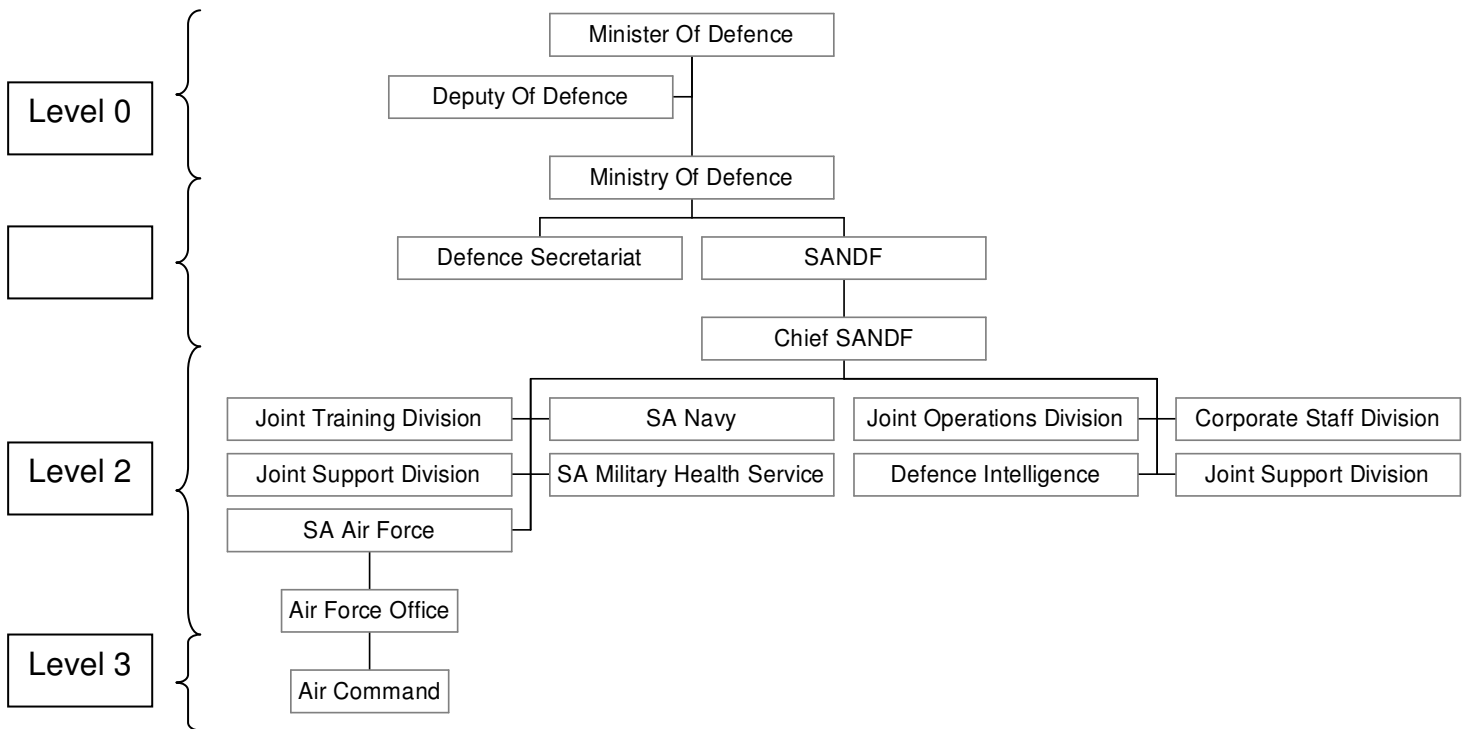 Minister Of Defence
Deputy Of Defence
Level 0
Ministry Of Defence
Defence Secretariat
SANDF
Chief SANDF
Joint Training Division
SA Navy
Joint Operations Division
Corporate Staff Division
Level 2
Joint Support Division
SA Military Health Service
Defence Intelligence
Joint Support Division
SA Air Force
Air Force Office
Level 3
Air Command